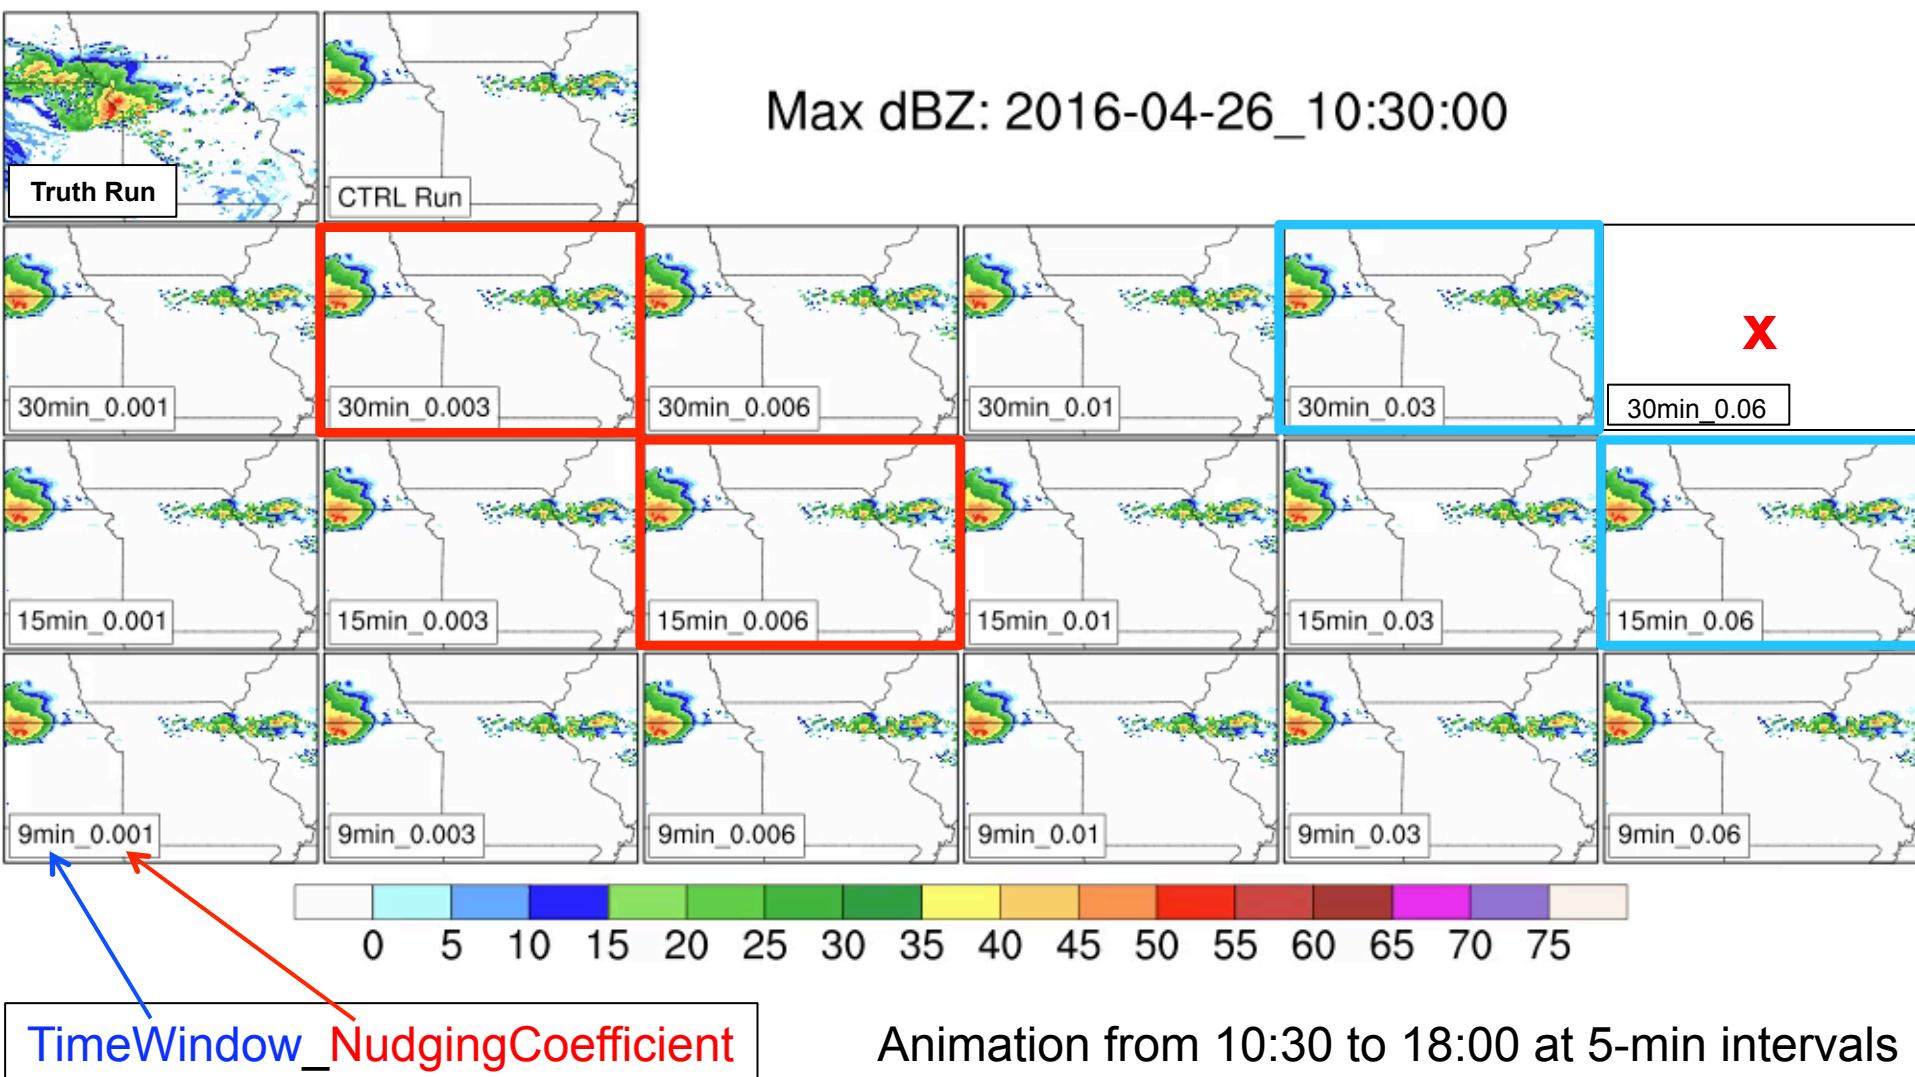 Max dBZ: 2016-04-26_10:30:00
Truth Run
CTRL Run
30min_0.001
30min_0.003
30min_0.006
30min_0.01
30min_0.03
x
30min_0.06
15min_0.001
15min_0.003
15min_0.006
15min_0.01
15min_0.03
15min_0.06
9min_0.001
9min_0.003
9min_0.006
9min_0.01
9min_0.03
9min_0.06
0 5 10 15 20 25 30 35 40 45 50 55 60 65 70 75
TimeWindow_NudgingCoefficient
Animation from 10:30 to 18:00 at 5-min intervals